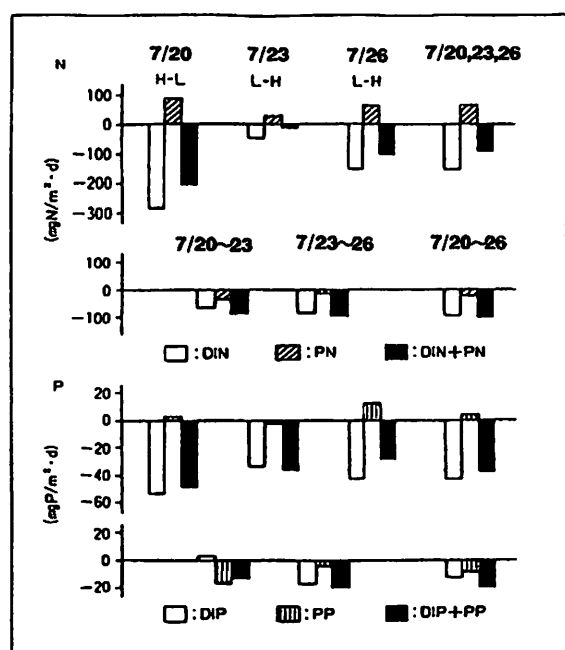 N 7/20 7/23 7/26 7/20,23,26
H-L L-H L-H
100
0
-100
-200
-300
(mgN/m²·d)
7/20~23 7/23~26 7/20~26
100
0
-100
:DIN :PN :DIN+PN
P
20
0
-20
-40
-60
(mgP/m²·d)
20
0
-20
:DIP :PP :DIP+PP